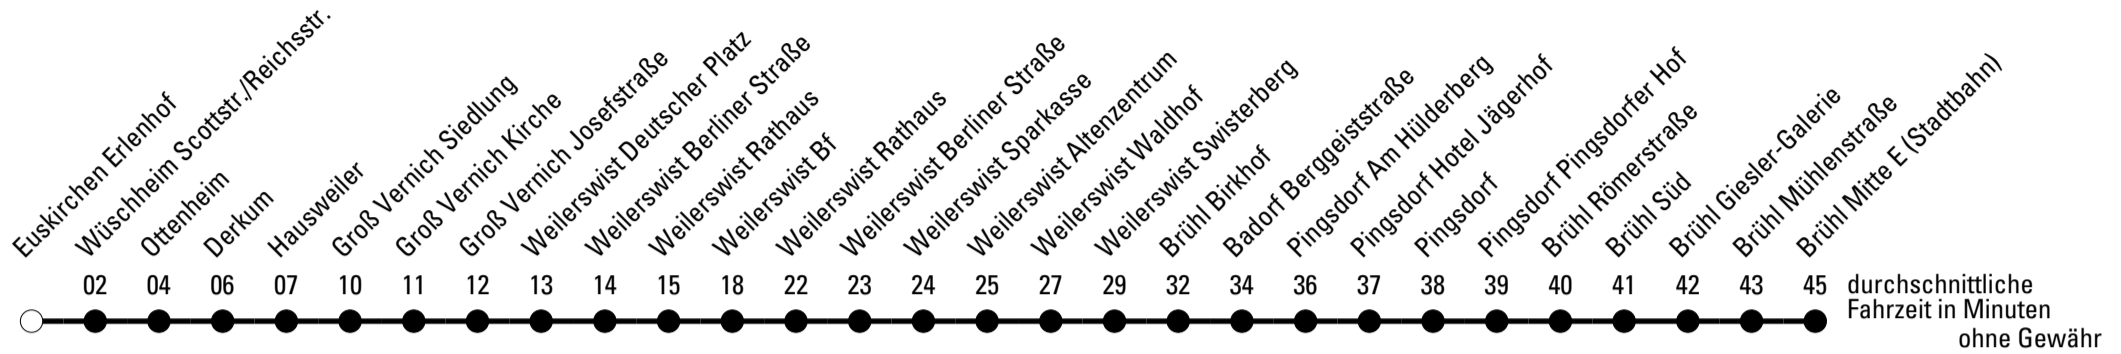 Euskirchen Erlenhof
Wüschheim Scottstr./Reichsstr.
Ottenheim
Derkum
Hausweiler
Groß Vernich Siedlung
Groß Vernich Kirche
Groß Vernich Josefstraße
Weilerswist Deutscher Platz
Weilerswist Berliner Straße
Weilerswist Rathaus
Weilerswist Bf
Weilerswist Rathaus
Weilerswist Berliner Straße
Weilerswist Sparkasse
Weilerswist Altenzentrum
Weilerswist Waldhof
Weilerswist Swisterberg
Brühl Birkhof
Badorf Berggeiststraße
Pingsdorf Am Hülderberg
Pingsdorf Hotel Jägerhof
Pingsdorf
Pingsdorf Pingsdorfer Hof
Brühl Römerstraße
Brühl Süd
Brühl Giesler-Galerie
Brühl Mühlenstraße
Brühl Mitte E (Stadtbahn)
02 04 06 07 10 11 12 13 14 15 18 22 23 24 25 27 29 32 34 36 37 38 39 40 41 42 43 45 durchschnittliche
Fahrzeit in Minuten
ohne Gewähr